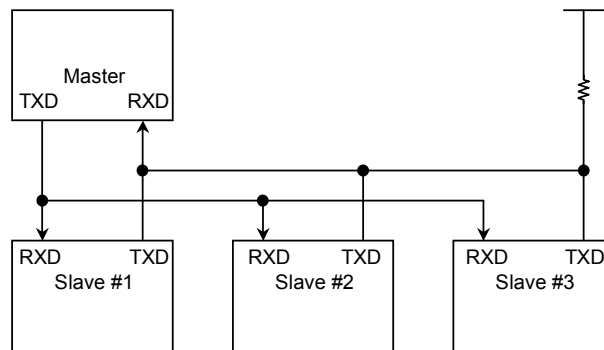 Master
TXD RXD
RXD TXD
Slave #1
RXD TXD
Slave #2
RXD TXD
Slave #3